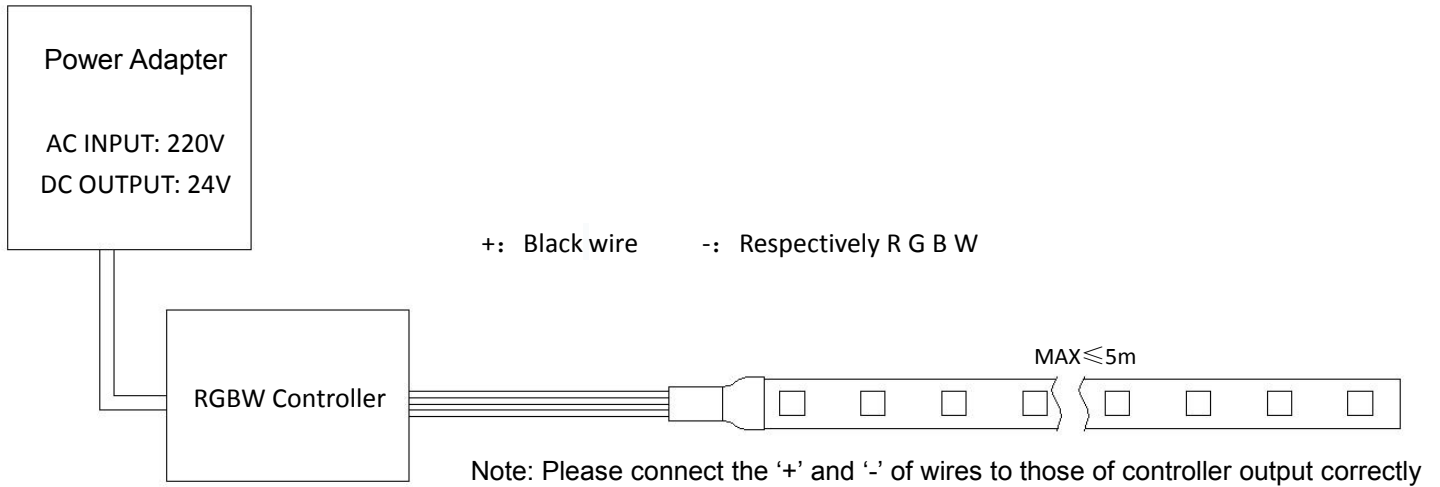 Power Adapter
AC INPUT: 220V
DC OUTPUT: 24V
+：Black wire -：Respectively R G B W
RGBW Controller
MAX≤5m
Note: Please connect the ‘+’ and ‘-’ of wires to those of controller output correctly